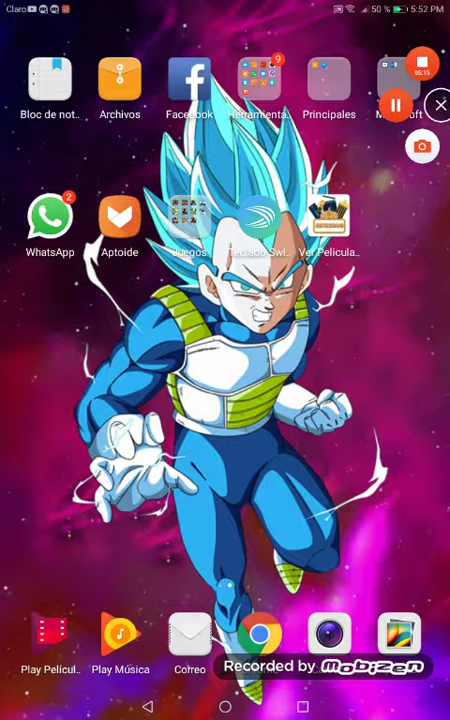 Claro
50 % 5:52 PM
9
05:15
Bloc de not..
Archivos
Facebook
Herramienta..
Principales
2
WhatsApp
Aptoide
Juegos
Teclado Swi..
Ver Pelicula..
Play Películ..
Play Música
Correo
Recorded by Mobizen